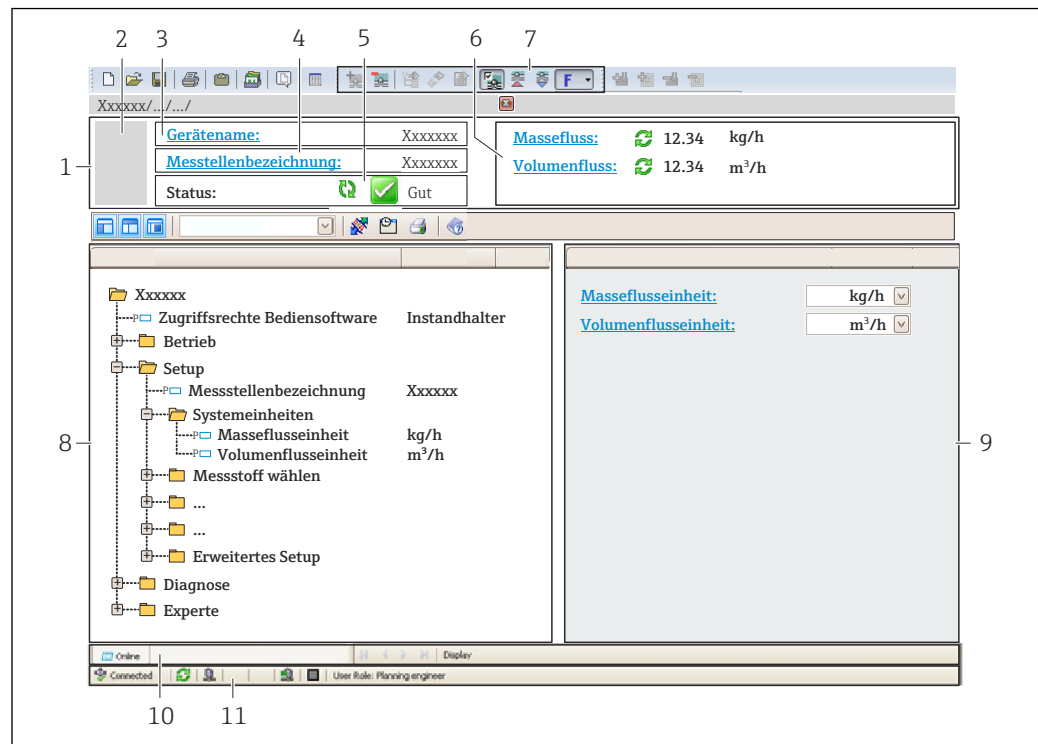 2 3 4 5 6 7
F
Xxxxxx/.../.../
1
Gerätename: Xxxxxxx
Messtellenbezeichnung: Xxxxxxx
Status: Gut
Massefluss: 12.34 kg/h
Volumenfluss: 12.34 m³/h
Xxxxxx
P Zugriffsrechte Bediensoftware Instandhalter
Betrieb
Setup
P Messstellenbezeichnung Xxxxxx
Systemeinheiten
P Masseflusseinheit kg/h
P Volumenflusseinheit m³/h
Messstoff wählen
...
...
Erweitertes Setup
Diagnose
Experte
8
Masseflusseinheit: kg/h
Volumenflusseinheit: m³/h
9
Online Display
Connected User Role: Planning engineer
10 11